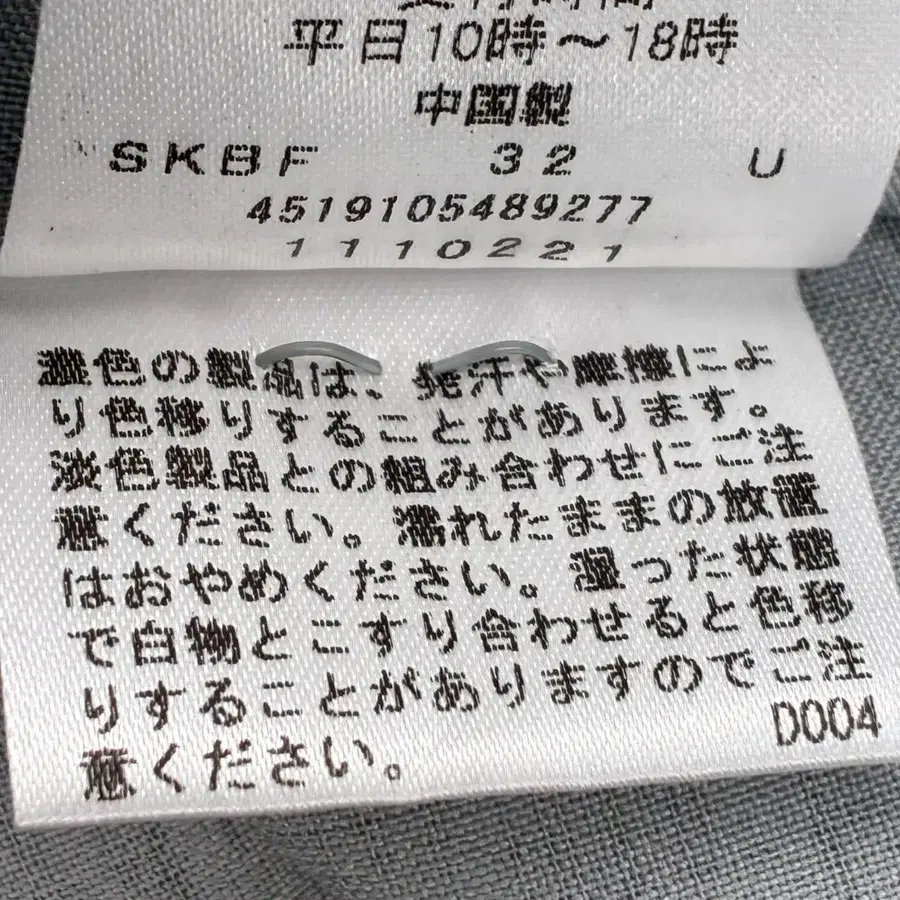 平日10時～18時
中国製
SKBF 32 U
4519105489277
1110221
濃色の製品は、発汗や摩擦によ
り色移りすることがあります。
淡色製品との組み合わせにご注
意ください。濡れたままの放置
はおやめください。湿った状態
で白物とこすり合わせると色移
りすることがありますのでご注
意ください。
D004